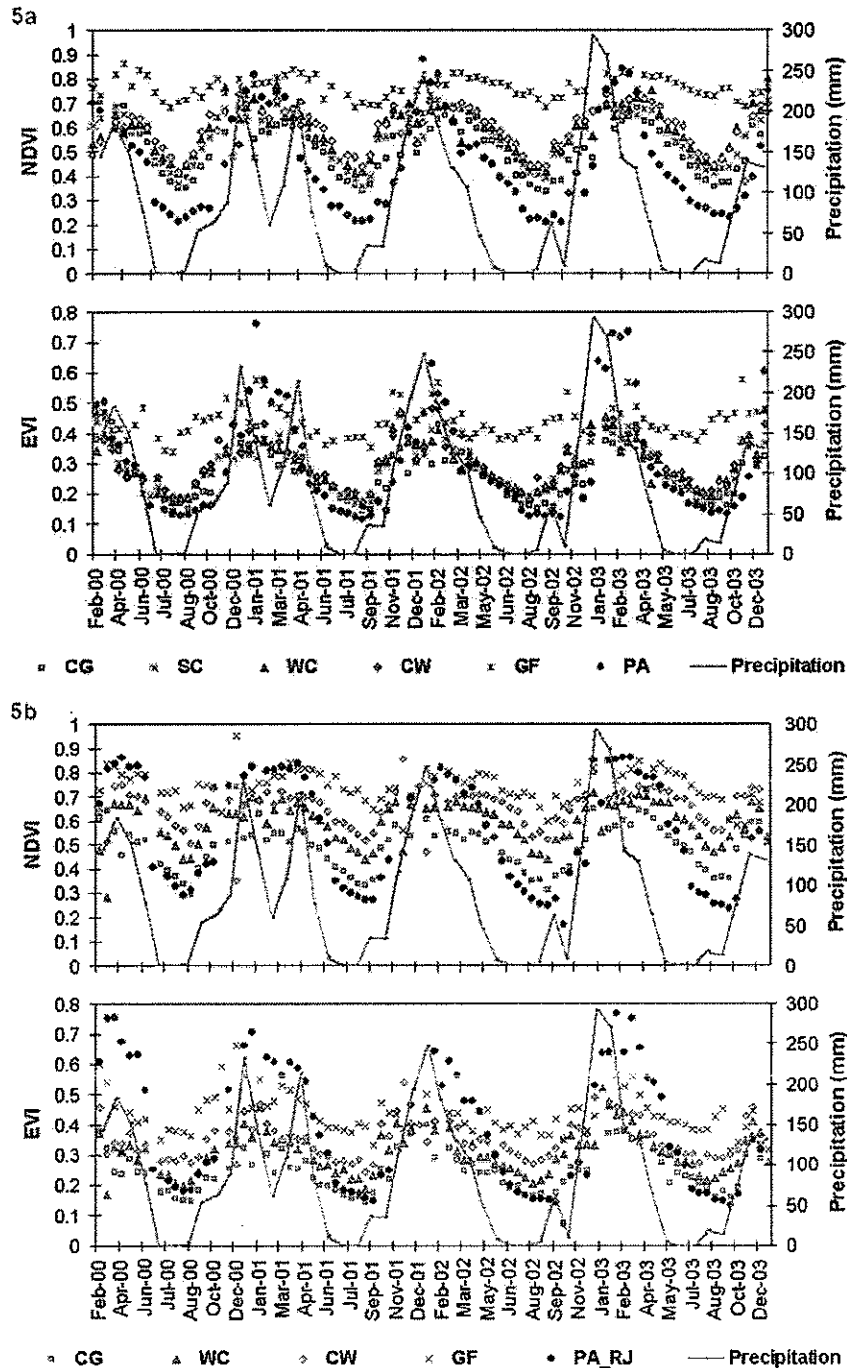 5a
NDVI
1
0.9
0.8
0.7
0.6
0.5
0.4
0.3
0.2
0.1
0
300
250
200
150
100
50
0
Precipitation (mm)
EVI
0.8
0.7
0.6
0.5
0.4
0.3
0.2
0.1
0
300
250
200
150
100
50
0
Precipitation (mm)
Feb-00
Apr-00
Jun-00
Jul-00
Aug-00
Oct-00
Dec-00
Jan-01
Mar-01
Apr-01
Jun-01
Jul-01
Sep-01
Nov-01
Dec-01
Feb-02
Mar-02
May-02
Jun-02
Aug-02
Sep-02
Nov-02
Jan-03
Feb-03
Apr-03
May-03
Jul-03
Aug-03
Oct-03
Dec-03
CG SC WC CW GF PA Precipitation
5b
NDVI
1
0.9
0.8
0.7
0.6
0.5
0.4
0.3
0.2
0.1
0
300
250
200
150
100
50
0
Precipitation (mm)
EVI
0.8
0.7
0.6
0.5
0.4
0.3
0.2
0.1
0
300
250
200
150
100
50
0
Precipitation (mm)
Feb-00
Apr-00
Jun-00
Jul-00
Aug-00
Oct-00
Dec-00
Jan-01
Mar-01
Apr-01
Jun-01
Jul-01
Sep-01
Nov-01
Dec-01
Feb-02
Mar-02
May-02
Jun-02
Aug-02
Sep-02
Nov-02
Jan-03
Feb-03
Apr-03
May-03
Jul-03
Aug-03
Oct-03
Dec-03
CG WC CW GF PA_RJ Precipitation